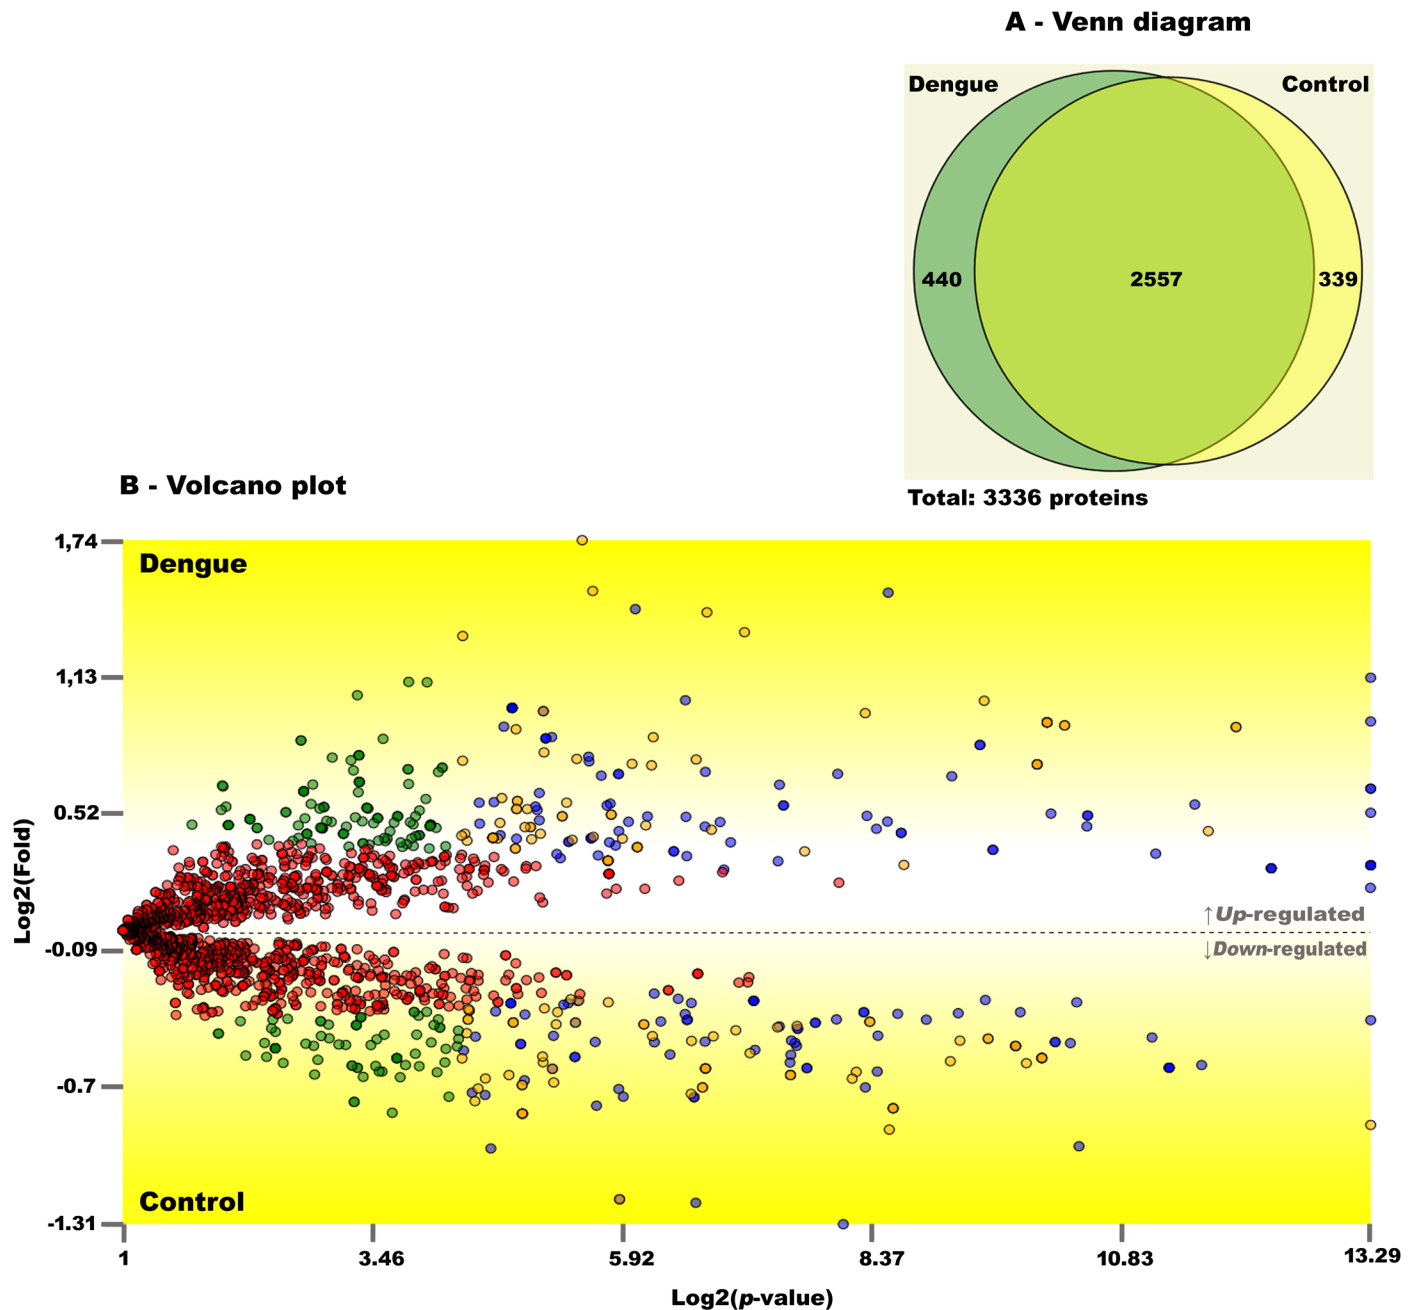 A - Venn diagram
Dengue
Control
440
2557
339
Total: 3336 proteins
B - Volcano plot
1,74
Dengue
1,13
0.52
Log2(Fold)
↑Up-regulated
-0.09
↓Down-regulated
-0.7
Control
-1.31
1
3.46
5.92
8.37
10.83
13.29
Log2(p-value)